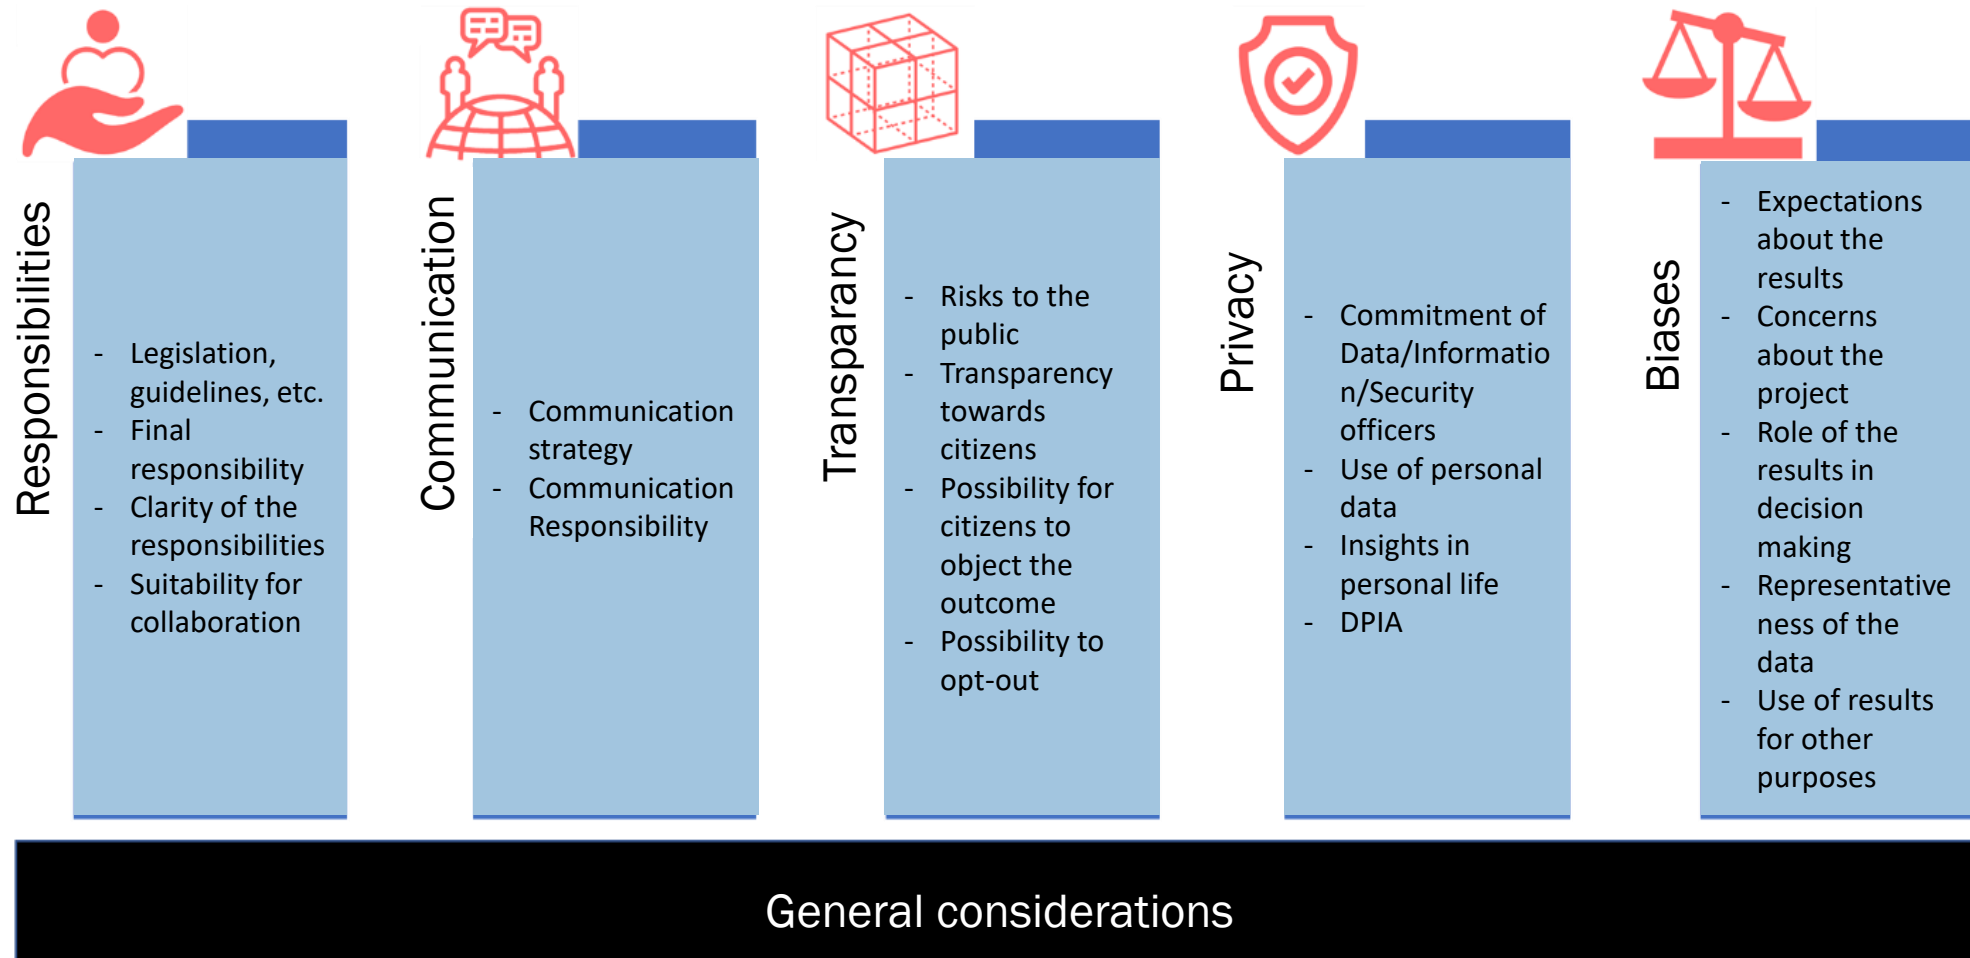 Responsibilities
- Legislation,
guidelines, etc.
- Final
responsibility
- Clarity of the
responsibilities
- Suitability for
collaboration
Communication
- Communication
strategy
- Communication
Responsibility
Transparancy
- Risks to the
public
- Transparency
towards
citizens
- Possibility for
citizens to
object the
outcome
- Possibility to
opt-out
Privacy
- Commitment of
Data/Informatio
n/Security
officers
- Use of personal
data
- Insights in
personal life
- DPIA
Biases
- Expectations
about the
results
- Concerns
about the
project
- Role of the
results in
decision
making
- Representative
ness of the
data
- Use of results
for other
purposes
General considerations